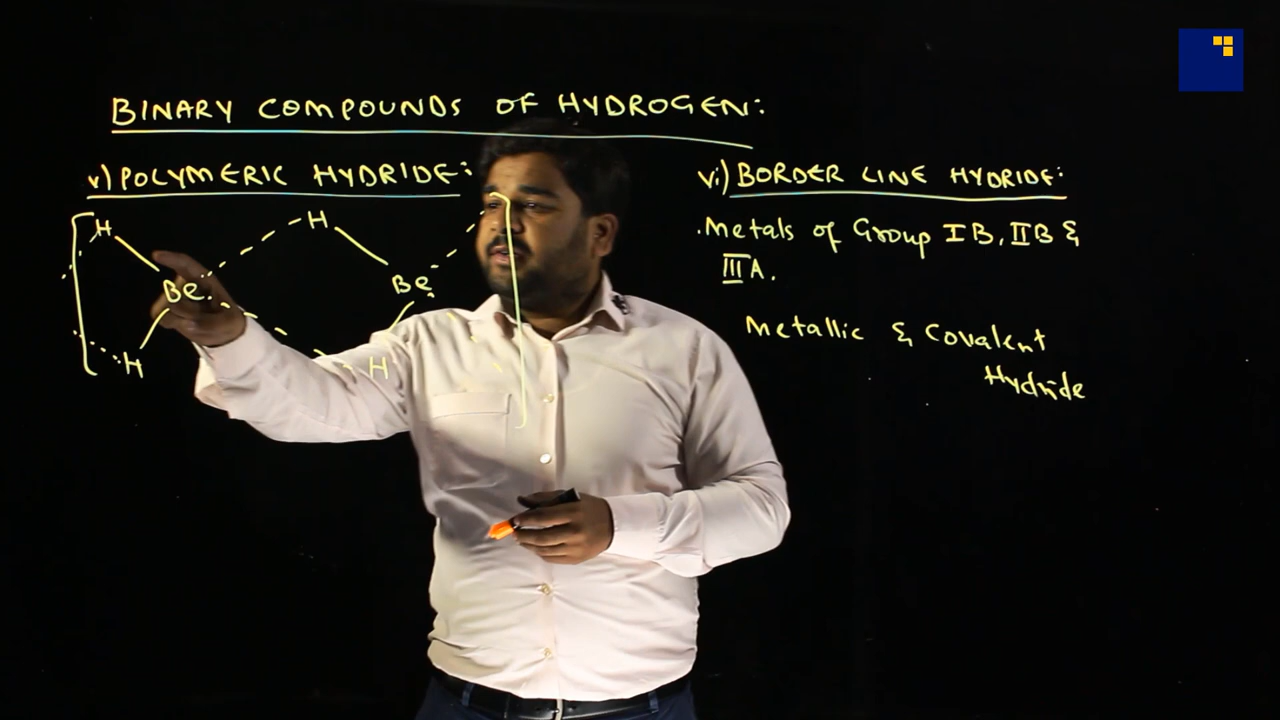 BINARY COMPOUNDS OF HYDROGEN:
v) POLYMERIC HYDRIDE:
H H
Be Be
H H
vi) BORDER LINE HYDRIDE:
.Metals of Group IB, IIB &
IIIA.
Metallic & Covalent
Hydride